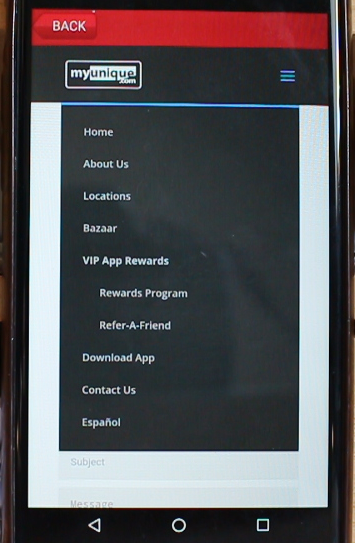 BACK
myunique
.com
Home
About Us
Locations
Bazaar
VIP App Rewards
Rewards Program
Refer-A-Friend
Download App
Contact Us
Español
Subject
Message